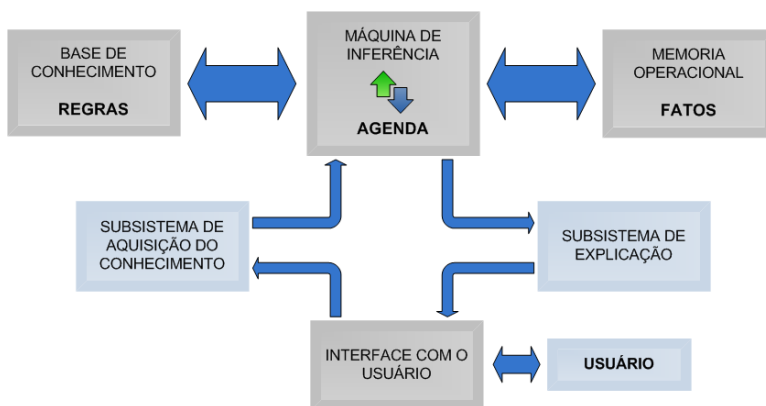 BASE DE
CONHECIMENTO
REGRAS
MÁQUINA DE
INFERÊNCIA
AGENDA
MEMORIA
OPERACIONAL
FATOS
SUBSISTEMA DE
AQUISIÇÃO DO
CONHECIMENTO
SUBSISTEMA DE
EXPLICAÇÃO
INTERFACE COM O
USUÁRIO
USUÁRIO